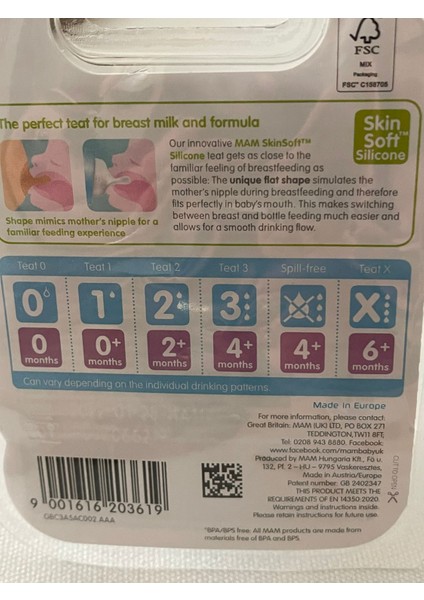 FSC
MIX
Packaging
FSC™ C158705
The perfect teat for breast milk and formula
Skin
Soft™
Silicone
Our innovative MAM SkinSoft™
Silicone teat gets as close to the
familiar feeling of breastfeeding as
possible: The unique flat shape simulates the
mother's nipple during breastfeeding and therefore
fits perfectly in baby's mouth. This makes switching
between breast and bottle feeding much easier and
allows for a smooth drinking flow.
Shape mimics mother's nipple for a
familiar feeding experience
Teat 0 Teat 1 Teat 2 Teat 3 Spill-free Teat X
0 1 2 3 X
0 months 0+ months 2+ months 4+ months 4+ months 6+ months
Can vary depending on the individual drinking patterns.
Made in Europe
For more information, please contact:
Great Britain: MAM (UK) LTD, PO BOX 271
TEDDINGTON,TW11 8FT,
Tel: 0208 943 8880. Facebook:
www.facebook.com/mambabyuk
Produced by MAM Hungaria Kft., Fő u.
132, Pf. 2 – HU – 9795 Vaskeresztes,
Made in Austria/Europe
Patent number: GB 2402347
THIS PRODUCT MEETS THE
REQUIREMENTS OF EN 14350:2020.
Warnings and instructions inside.
Please retain instructions for future use.
CUT TO OPEN
9 001616 203619
GBC3A5AC002 AAA
*BPA/BPS free: All MAM products are made from
materials free of BPA and BPS.